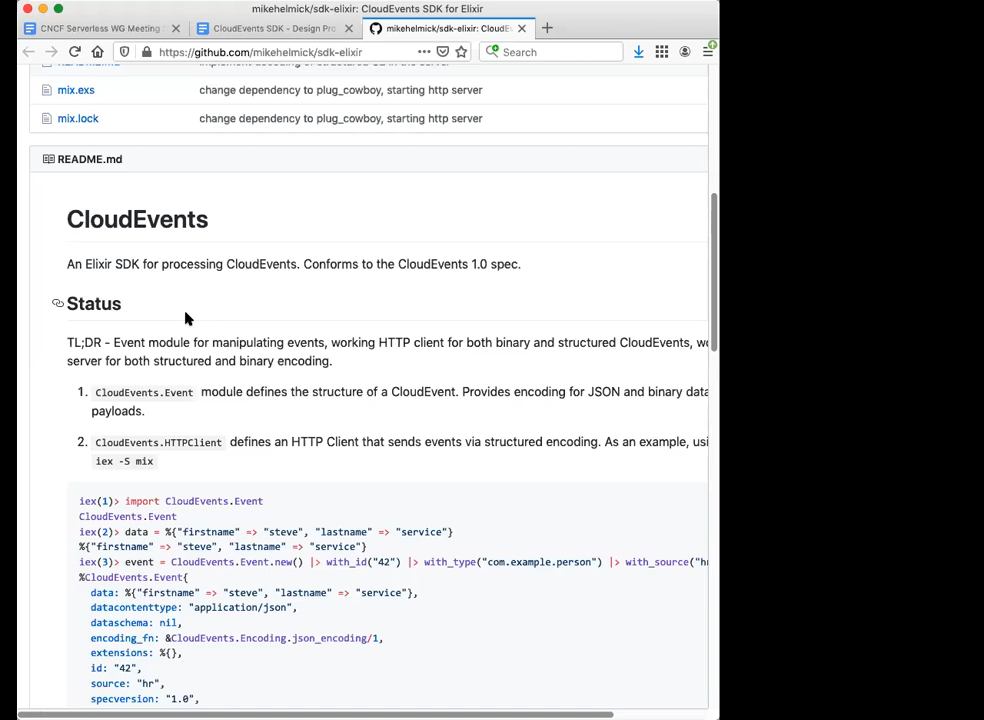 mikehelmick/sdk-elixir: CloudEvents SDK for Elixir
CNCF Serverless WG Meeting
CloudEvents SDK - Design Pro
mikehelmick/sdk-elixir: CloudE
https://github.com/mikehelmick/sdk-elixir
Search
mix.exs change dependency to plug_cowboy, starting http server
mix.lock change dependency to plug_cowboy, starting http server
README.md
CloudEvents
An Elixir SDK for processing CloudEvents. Conforms to the CloudEvents 1.0 spec.
Status
TL;DR - Event module for manipulating events, working HTTP client for both binary and structured CloudEvents, wo
server for both structured and binary encoding.
1. CloudEvents.Event module defines the structure of a CloudEvent. Provides encoding for JSON and binary data
payloads.
2. CloudEvents.HTTPClient defines an HTTP Client that sends events via structured encoding. As an example, usi
iex -S mix
iex(1)> import CloudEvents.Event
CloudEvents.Event
iex(2)> data = %{"firstname" => "steve", "lastname" => "service"}
%{"firstname" => "steve", "lastname" => "service"}
iex(3)> event = CloudEvents.Event.new() |> with_id("42") |> with_type("com.example.person") |> with_source("hr
%CloudEvents.Event{
data: %{"firstname" => "steve", "lastname" => "service"},
datacontenttype: "application/json",
dataschema: nil,
encoding_fn: &CloudEvents.Encoding.json_encoding/1,
extensions: %{},
id: "42",
source: "hr",
specversion: "1.0",